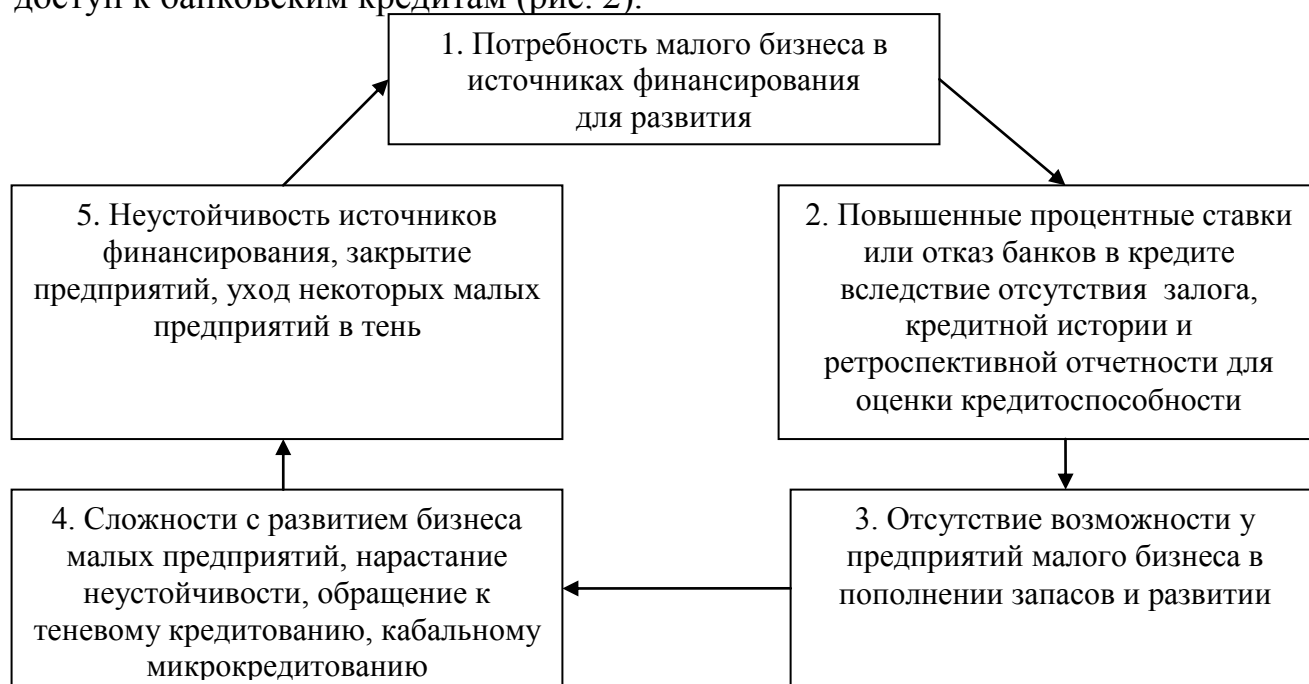 доступ к банковским кредитам (рис. 2).
1. Потребность малого бизнеса в
источниках финансирования
для развития
2. Повышенные процентные ставки
или отказ банков в кредите
вследствие отсутствия залога,
кредитной истории и
ретроспективной отчетности для
оценки кредитоспособности
3. Отсутствие возможности у
предприятий малого бизнеса в
пополнении запасов и развитии
4. Сложности с развитием бизнеса
малых предприятий, нарастание
неустойчивости, обращение к
теневому кредитованию, кабальному
микрокредитованию
5. Неустойчивость источников
финансирования, закрытие
предприятий, уход некоторых малых
предприятий в тень